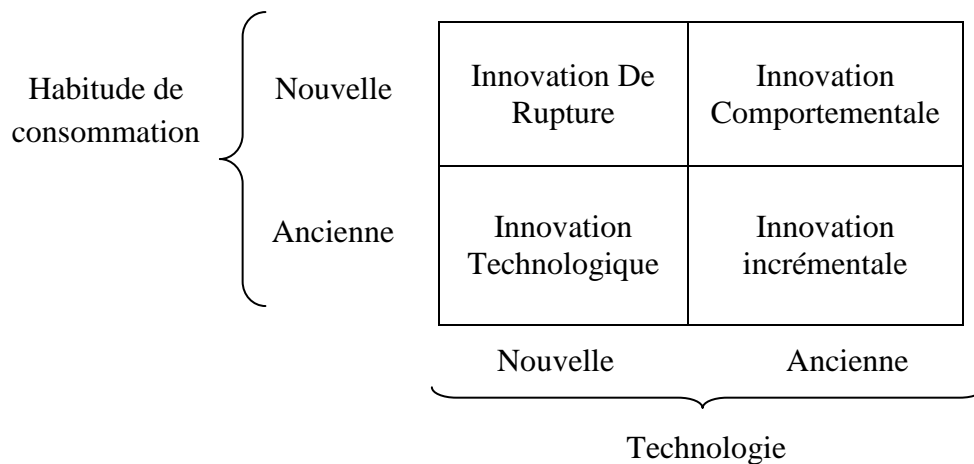 Habitude de
consommation
Nouvelle
Innovation De
Rupture
Innovation
Comportementale
Ancienne
Innovation
Technologique
Innovation
incrémentale
Nouvelle
Ancienne
Technologie